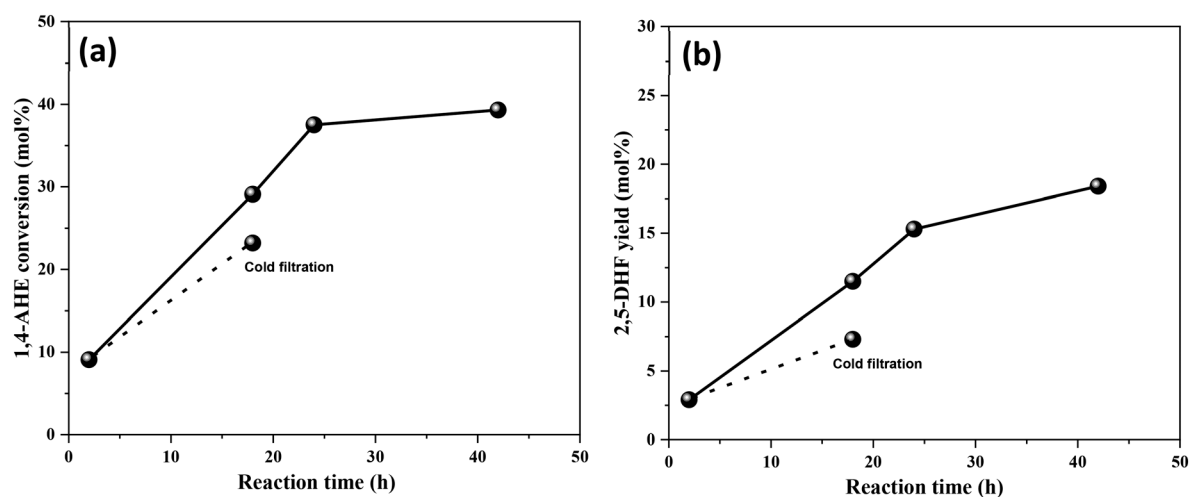 (a)
1,4-AHE conversion (mol%)
50
40
30
20
10
0
Cold filtration
0 10 20 30 40 50
Reaction time (h)
(b)
2,5-DHF yield (mol%)
30
25
20
15
10
5
0
Cold filtration
0 10 20 30 40 50
Reaction time (h)